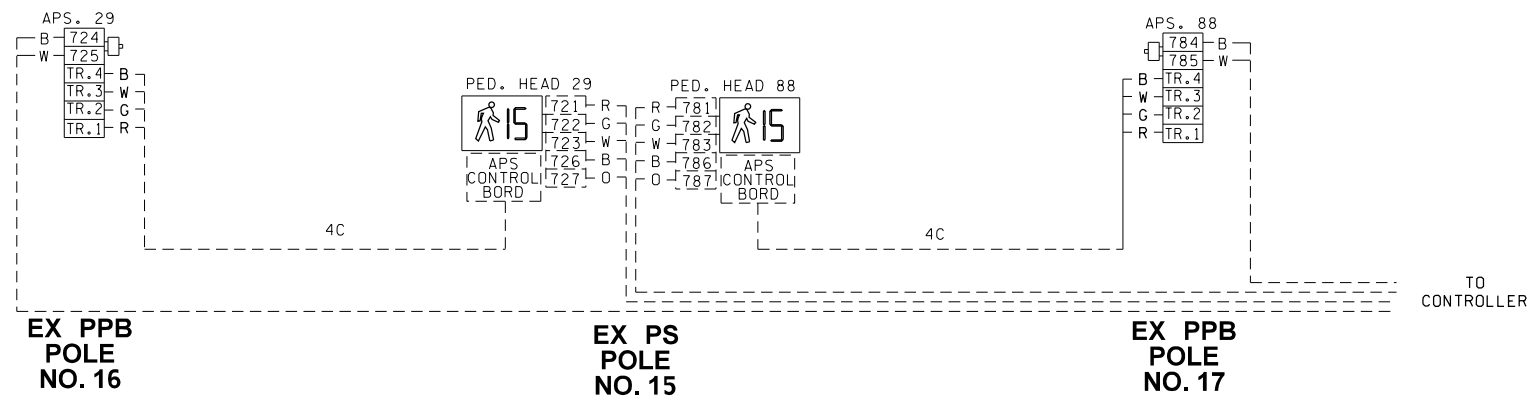 APS. 29
B 724
W 725
TR.4 B
TR.3 W
TR.2 G
TR.1 R
PED. HEAD 29
15
721 R
722 G
723 W
726 B
727 O
APS
CONTROL
BORD
4C
PED. HEAD 88
R 781
G 782
W 783
B 786
O 787
15
APS
CONTROL
BORD
4C
APS. 88
784 B
785 W
B TR.4
W TR.3
G TR.2
R TR.1
TO
CONTROLLER
EX PPB
POLE
NO. 16
EX PS
POLE
NO. 15
EX PPB
POLE
NO. 17